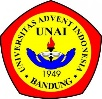 UNIVERSITAS ADVENT INDONESIA
UNAI
1949
BANDUNG